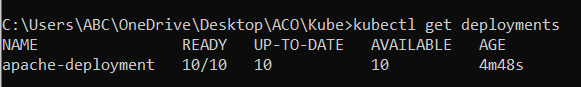 C:\Users\ABC\OneDrive\Desktop\ACO\Kube>kubectl get deployments
NAME READY UP-TO-DATE AVAILABLE AGE
apache-deployment 10/10 10 10 4m48s